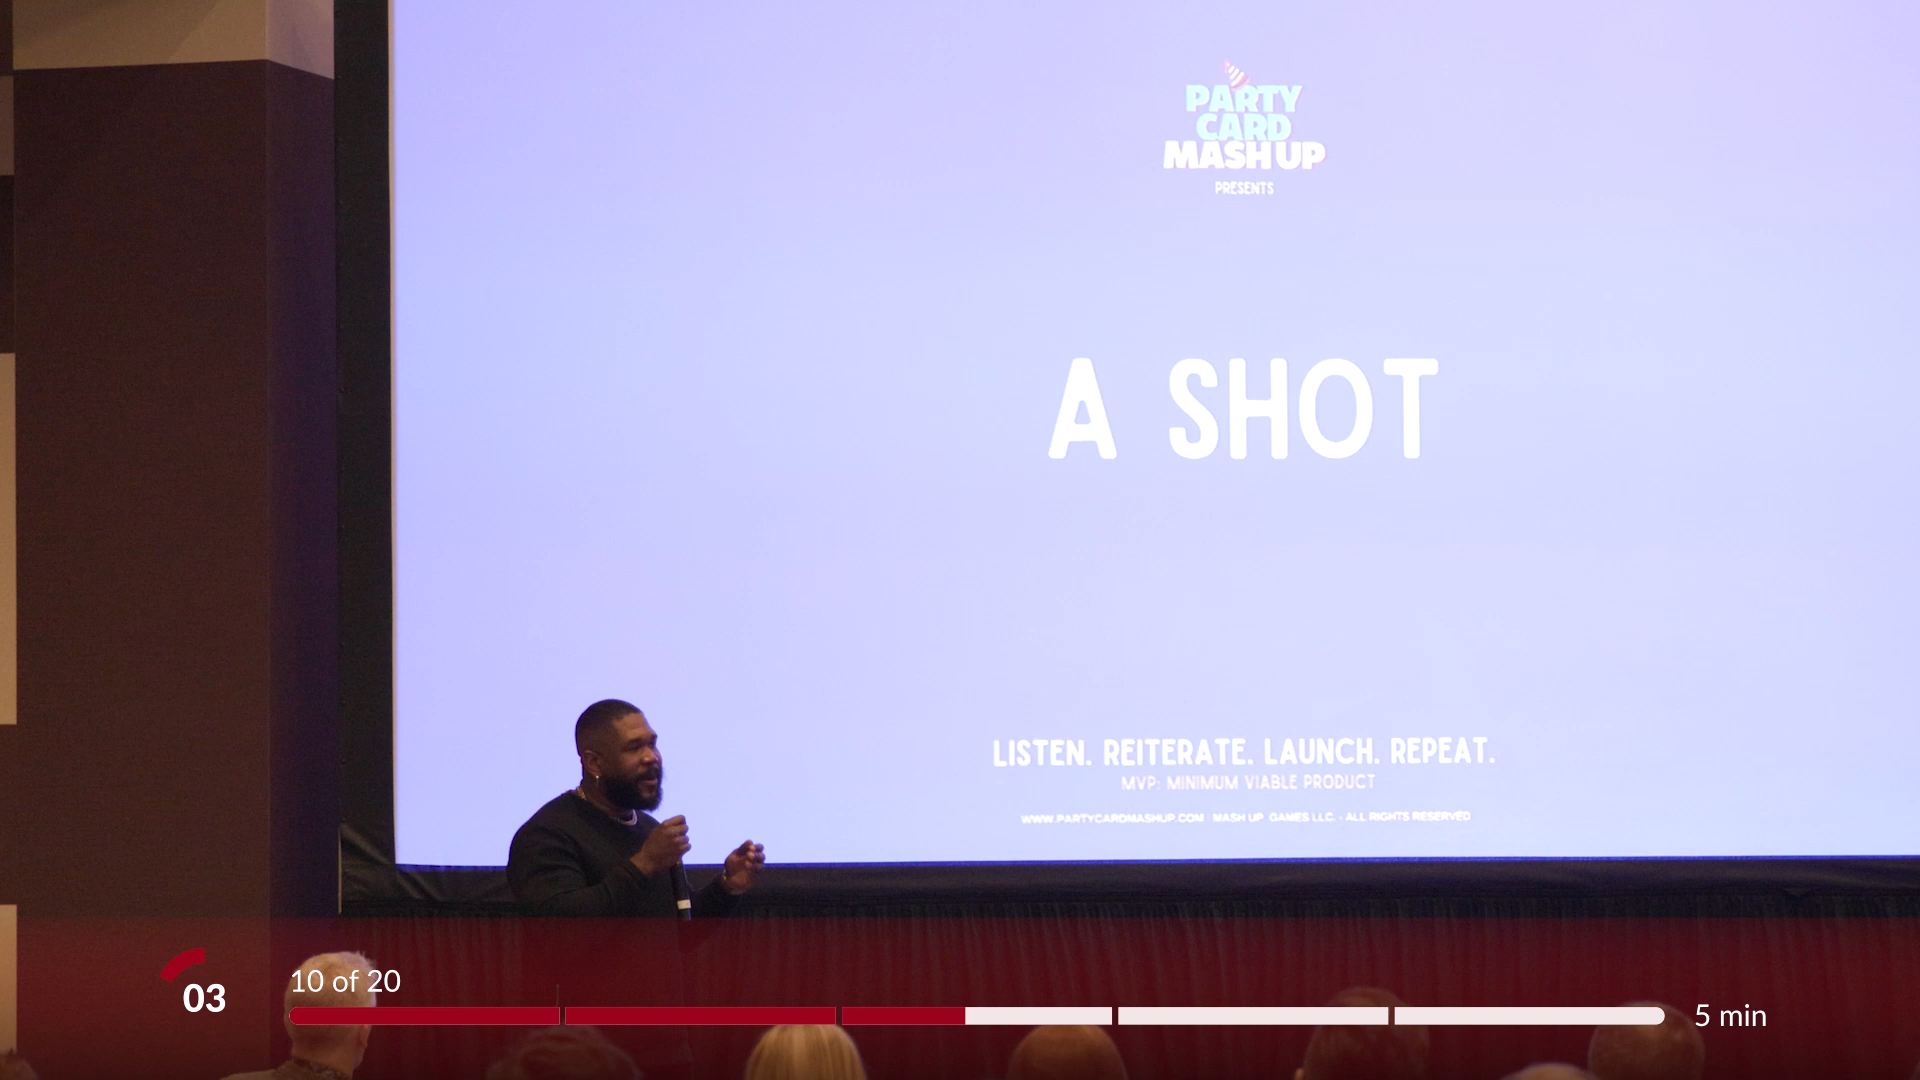 PARTY
CARD
MASH UP
PRESENTS
A SHOT
LISTEN. REITERATE. LAUNCH. REPEAT.
MVP: MINIMUM VIABLE PRODUCT
WWW.PARTYCARDMASHUP.COM MASH UP GAMES LLC. - ALL RIGHTS RESERVED
03
10 of 20
5 min